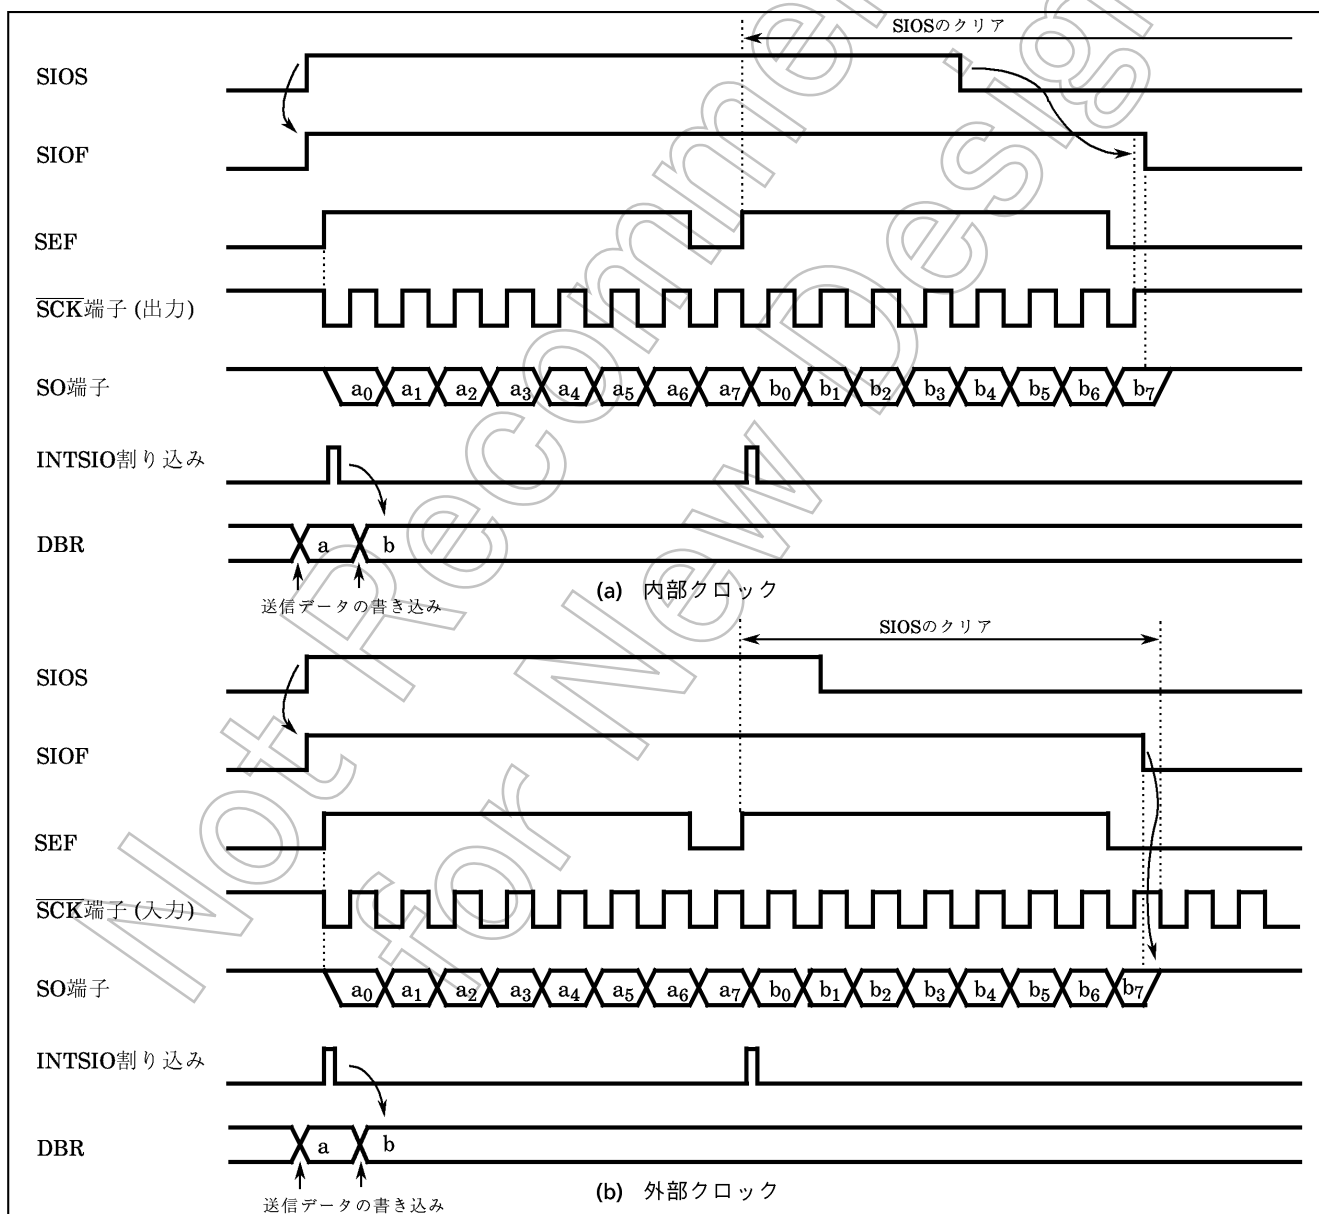 SIOSのクリア
SIOS
SIOF
SEF
SCK端子 (出力)
SO端子 a0 a1 a2 a3 a4 a5 a6 a7 b0 b1 b2 b3 b4 b5 b6 b7
INTSIO割り込み
DBR a b
送信データの書き込み
(a) 内部クロック
SIOSのクリア
SIOS
SIOF
SEF
SCK端子 (入力)
SO端子 a0 a1 a2 a3 a4 a5 a6 a7 b0 b1 b2 b3 b4 b5 b6 b7
INTSIO割り込み
DBR a b
送信データの書き込み
(b) 外部クロック
Not Recomme
for New Desig